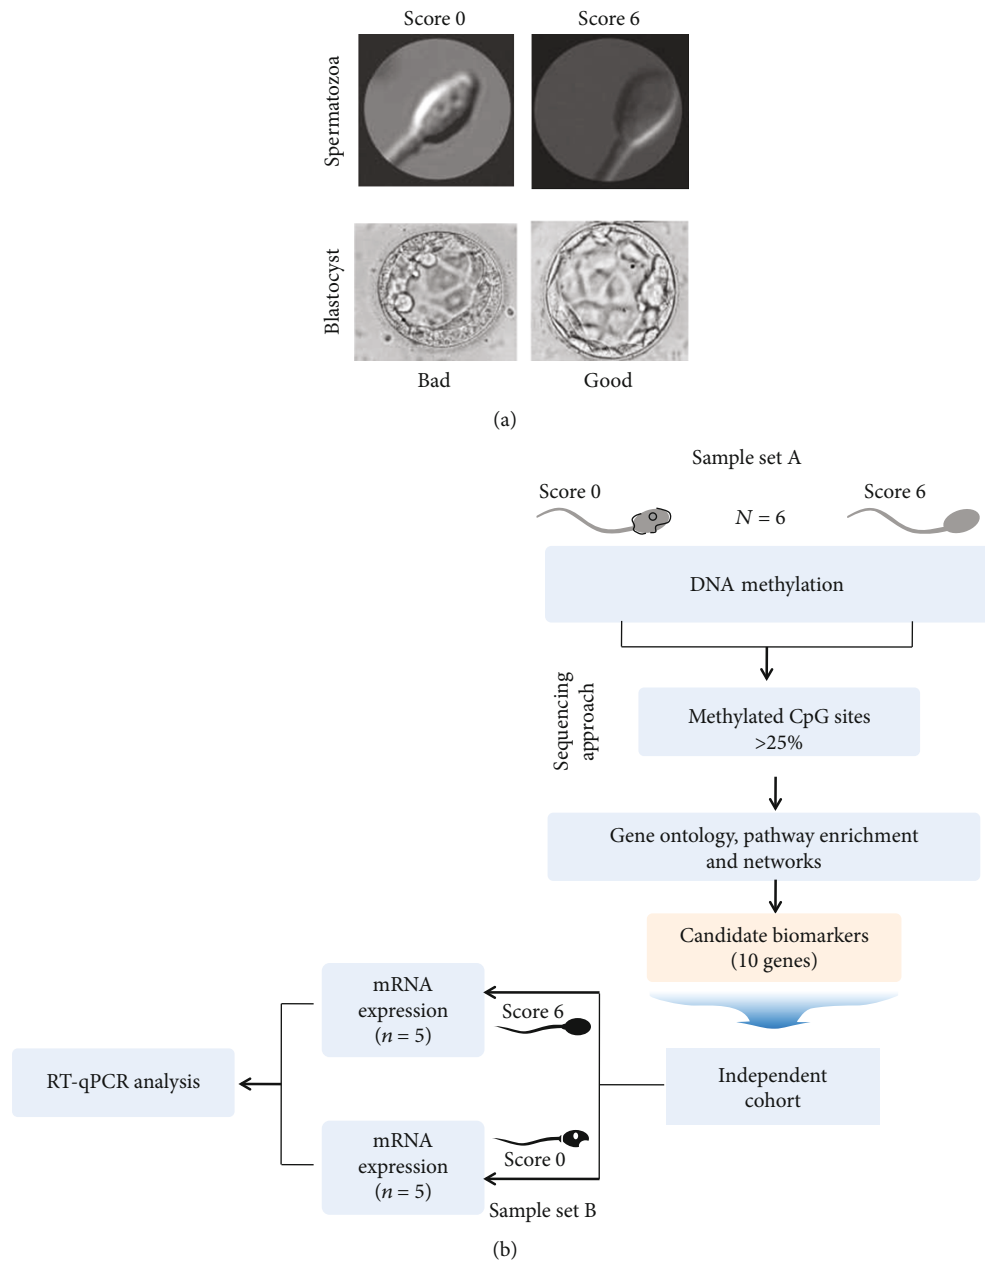 Score 0
Score 6
Spermatozoa
Blastocyst
Bad
Good
(a)
Sample set A
Score 0
N = 6
Score 6
DNA methylation
Sequencing
approach
Methylated CpG sites
>25%
Gene ontology, pathway enrichment
and networks
Candidate biomarkers
(10 genes)
Independent
cohort
mRNA
expression
(n = 5)
Score 6
RT-qPCR analysis
mRNA
expression
(n = 5)
Score 0
Sample set B
(b)